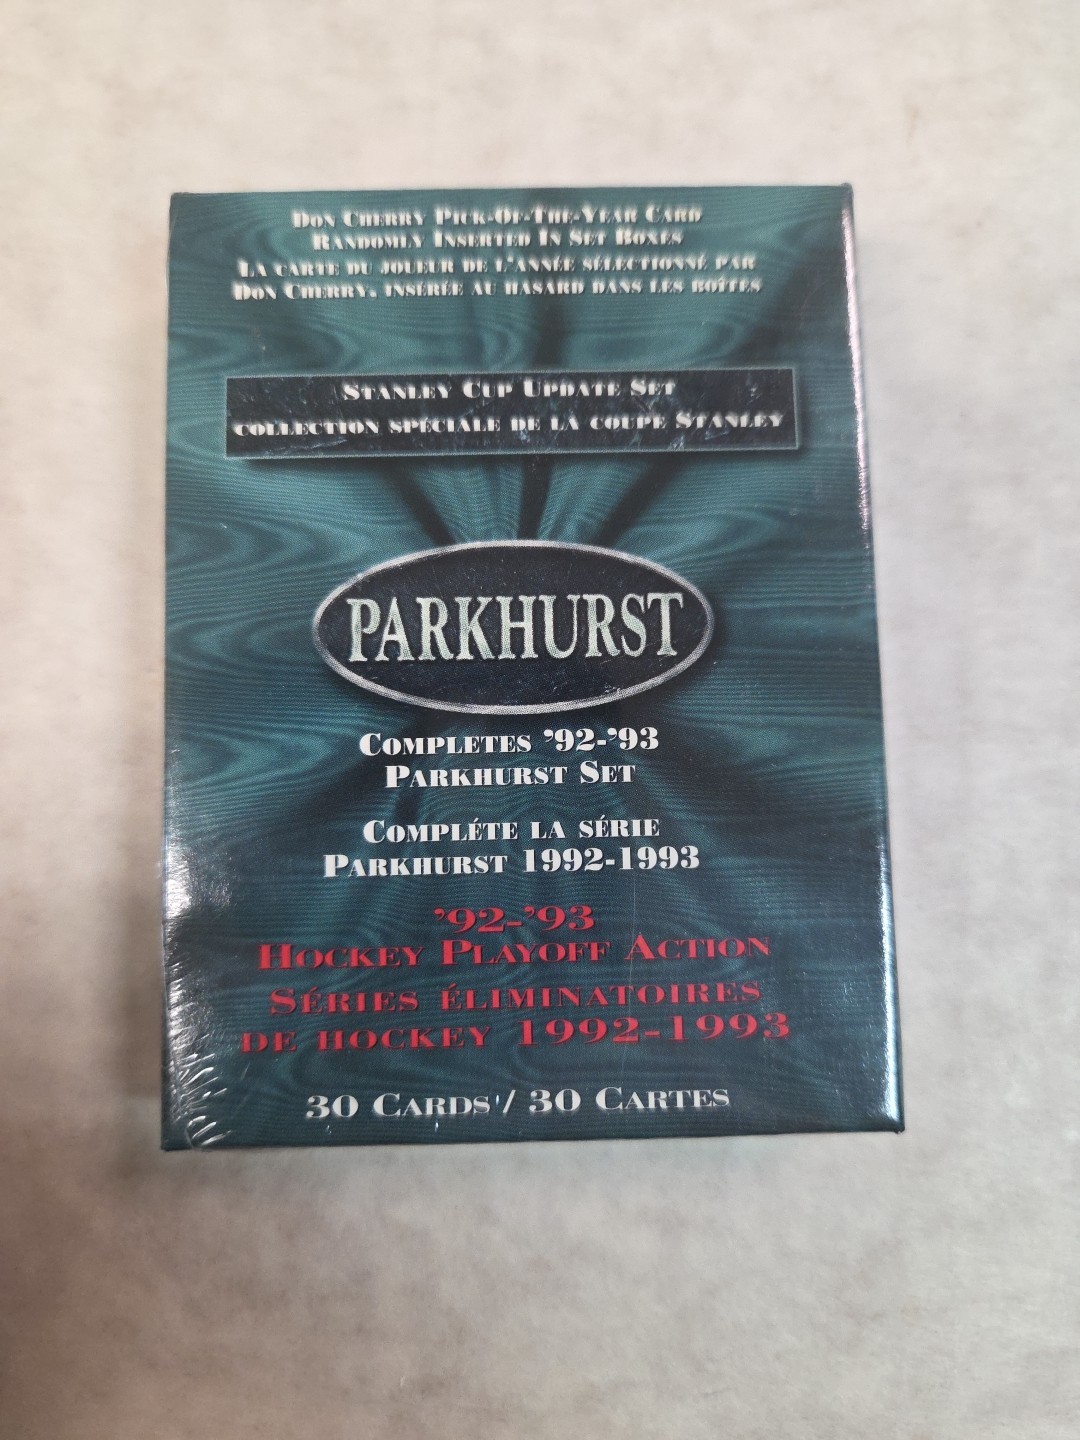 Don Cherry Pick-Of-The-Year Card
Randomly Inserted In Set Boxes
La carte du joueur de l'année sélectionné par
Don Cherry, insérée au hasard dans les boîtes
Stanley Cup Update Set
collection spéciale de la coupe Stanley
PARKHURST
Completes '92-'93
Parkhurst Set
Compléte la série
Parkhurst 1992-1993
'92-'93
Hockey Playoff Action
Séries éliminatoires
de hockey 1992-1993
30 Cards / 30 Cartes